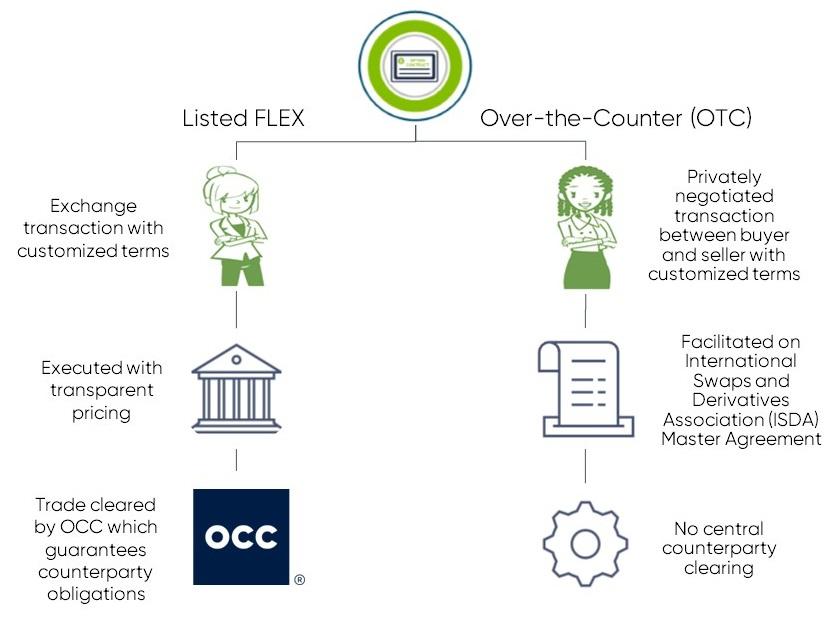 OPTION
CONTRACT
Listed FLEX
Over-the-Counter (OTC)
Exchange
transaction with
customized terms
Privately
negotiated
transaction
between buyer
and seller with
customized terms
Executed with
transparent
pricing
Facilitated on
International
Swaps and
Derivatives
Association (ISDA)
Master Agreement
Trade cleared
by OCC which
guarantees
counterparty
obligations
OCC
®
No central
counterparty
clearing